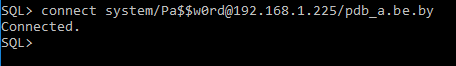 SQL> connect system/Pa$$w0rd@192.168.1.225/pdb_a.be.by
Connected.
SQL>